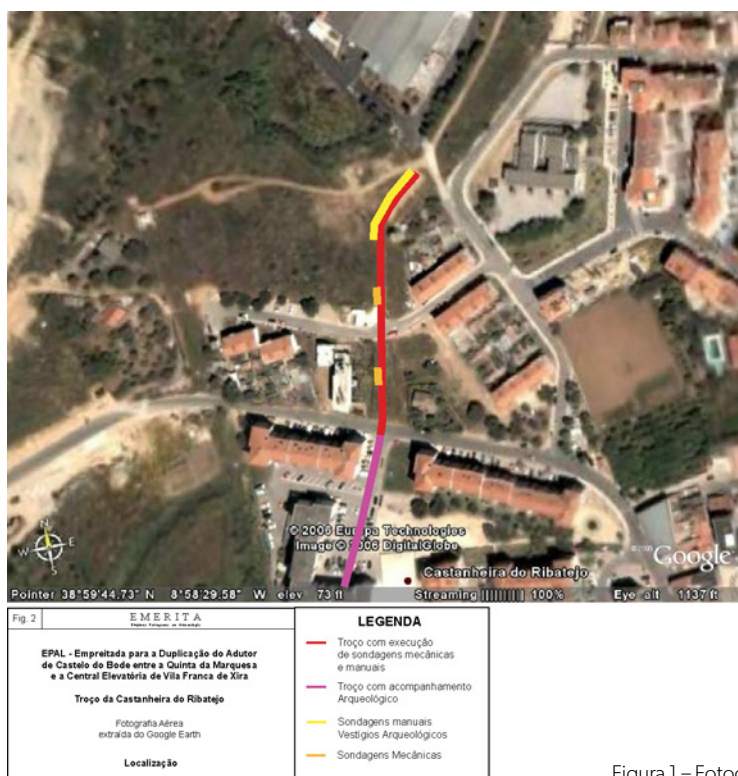 © 2006 Europa Technologies
Image © 2006 DigitalGlobe
© 2006 Google
Castanheira do Ribatejo
N
W
E
S
Pointer 38°59'44.73" N 8°58'29.58" W elev 73 ft Streaming |||||||||| 100% Eye alt 1137 ft
Fig. 2
EMERITA
EPAL - Empreitada para a Duplicação do Adutor
de Castelo do Bode entre a Quinta da Marquesa
e a Central Elevatória de Vila Franca de Xira
Troço da Castanheira do Ribatejo
Fotografia Aérea
extraída do Google Earth
Localização
LEGENDA
Troço com execução
de sondagens mecânicas
e manuais
Troço com acompanhamento
Arqueológico
Sondagens manuais
Vestígios Arqueológicos
Sondagens Mecânicas
Figura 1 – Fotog